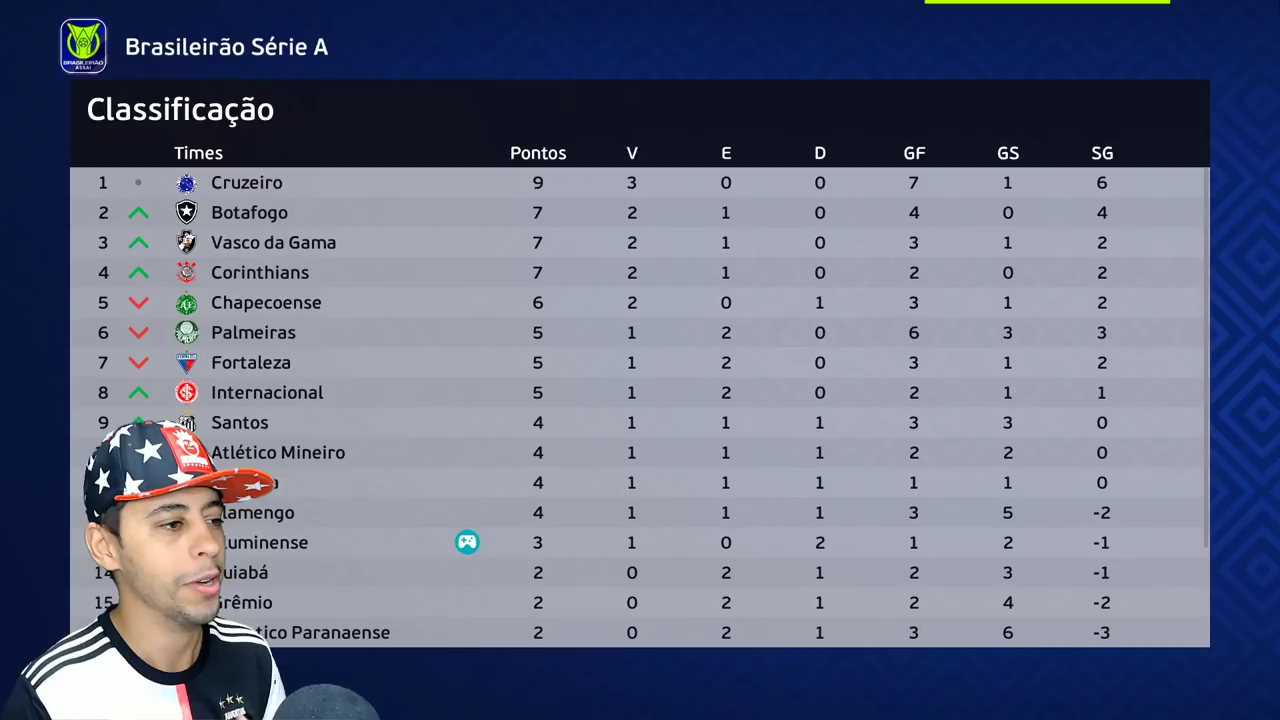 BRASILEIRÃO
ASSAÍ
Brasileirão Série A
Classificação
Times Pontos V E D GF GS SG
1 Cruzeiro 9 3 0 0 7 1 6
2 Botafogo 7 2 1 0 4 0 4
3 Vasco da Gama 7 2 1 0 3 1 2
4 Corinthians 7 2 1 0 2 0 2
5 Chapecoense 6 2 0 1 3 1 2
6 Palmeiras 5 1 2 0 6 3 3
7 Fortaleza 5 1 2 0 3 1 2
8 Internacional 5 1 2 0 2 1 1
9 Santos 4 1 1 1 3 3 0
Atlético Mineiro 4 1 1 1 2 2 0
4 1 1 1 1 1 0
lamengo 4 1 1 1 3 5 -2
luminense 3 1 0 2 1 2 -1
14 uiabá 2 0 2 1 2 3 -1
15 rêmio 2 0 2 1 2 4 -2
tico Paranaense 2 0 2 1 3 6 -3